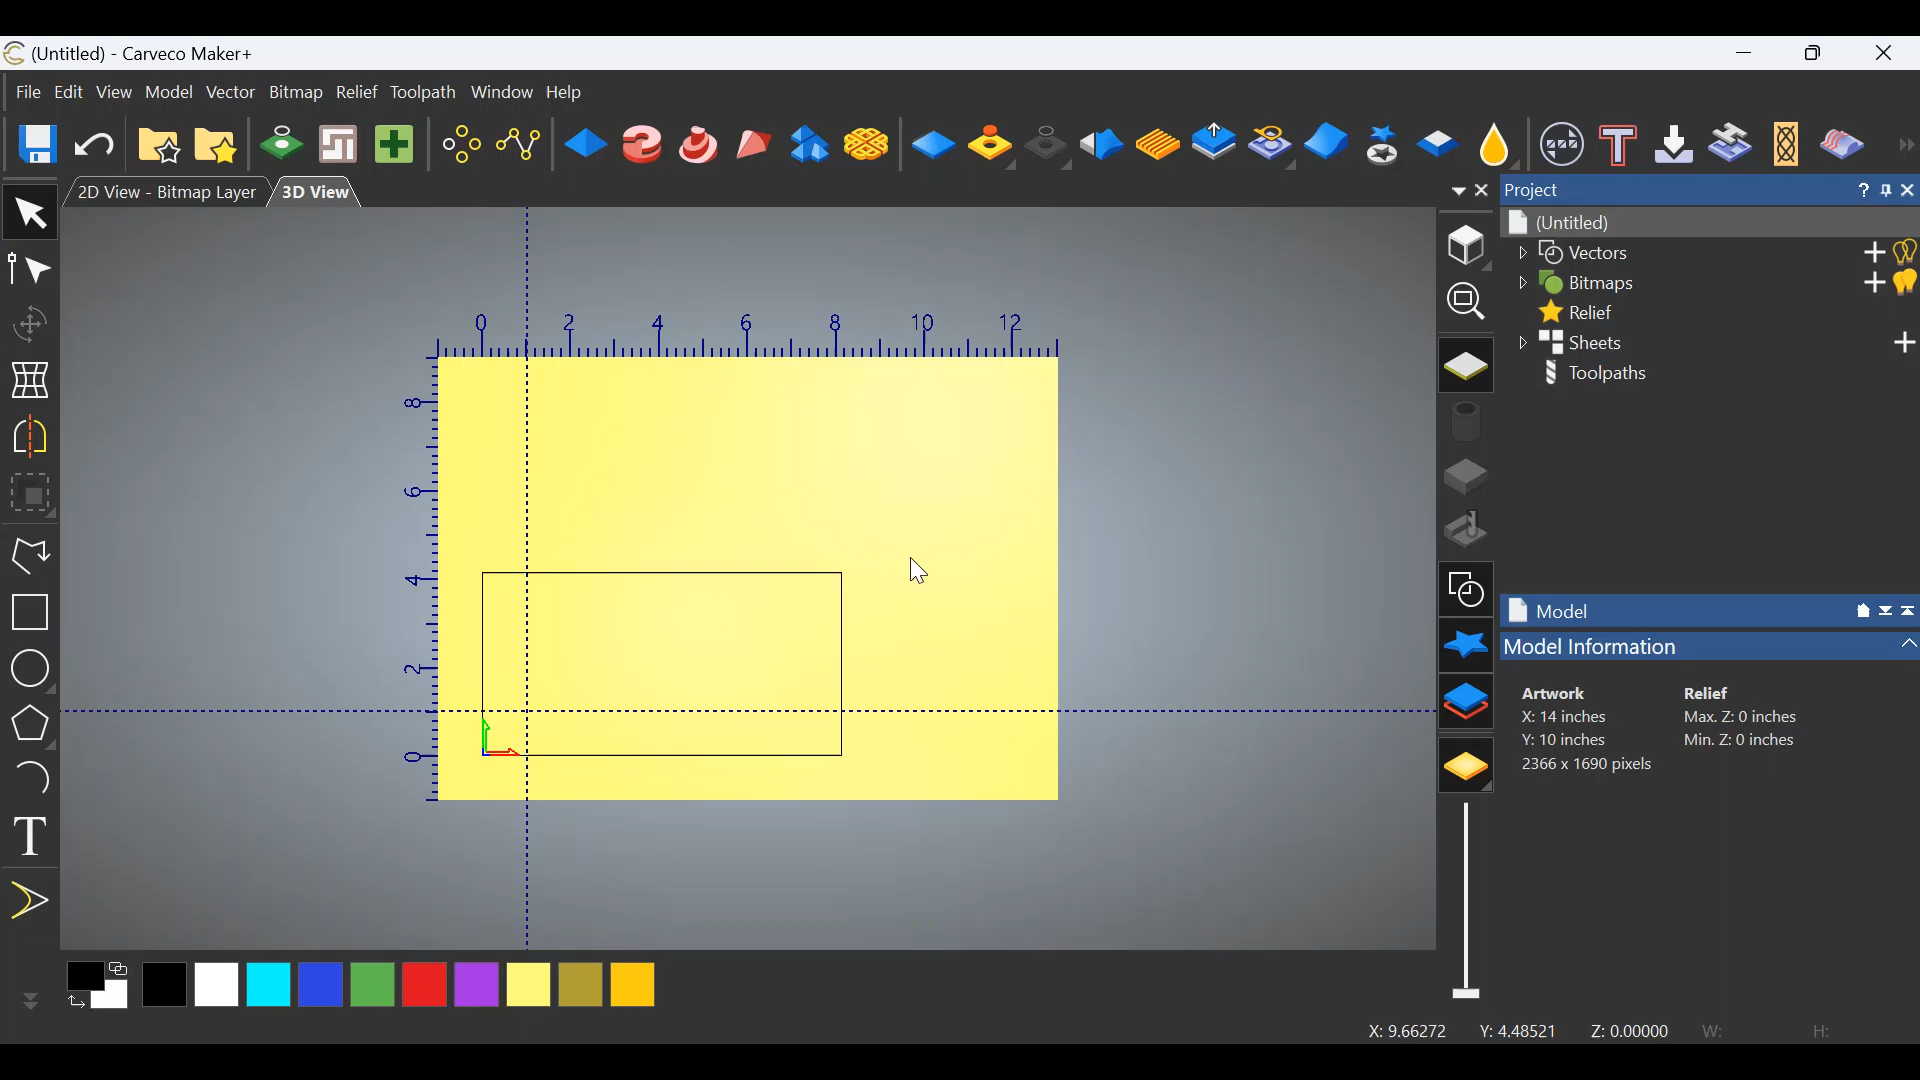 (Untitled) - Carveco Maker+
File Edit View Model Vector Bitmap Relief Toolpath Window Help
2D View - Bitmap Layer 3D View
Project
(Untitled)
Vectors
Bitmaps
Relief
Sheets
Toolpaths
0 2 4 6 8 10 12
8
6
4
2
0
Model
Model Information
Artwork Relief
X: 14 inches Max. Z: 0 inches
Y: 10 inches Min. Z: 0 inches
2366 x 1690 pixels
T
X: 9.66272 Y: 4.48521 Z: 0.00000 W: H: